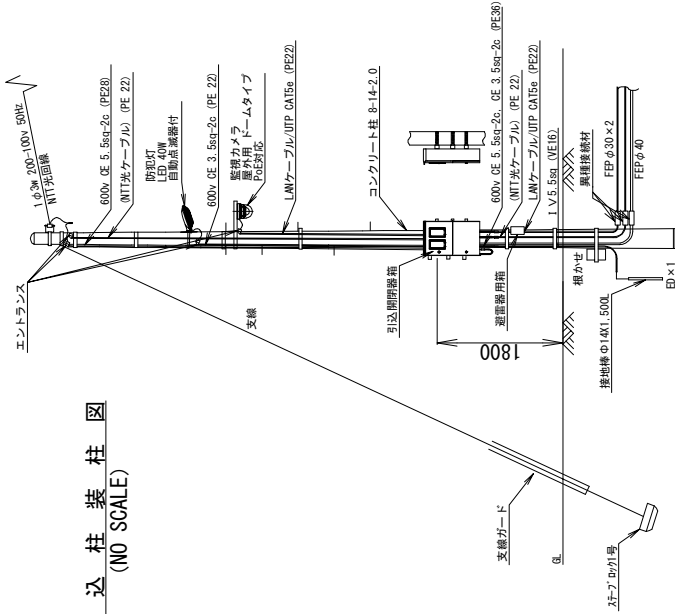 込柱装柱図
(NO SCALE)
エントランス
1φ3w 200-100v 50Hz
NTT光回線
600v CE 5.5sq-2c (PE28)
(NTT光ケーブル) (PE 22)
防犯灯
LED 40W
自動点滅器付
600v CE 3.5sq-2c (PE 22)
監視カメラ
屋外用 ドームタイプ
PoE対応
LANケーブル/UTP CAT5e (PE22)
コンクリート柱 8-14-2.0
支線
引込開閉器箱
1800
避雷器用箱
600v CE 5.5sq-2c, CE 3.5sq-2c (PE36)
(NTT光ケーブル) (PE 22)
LANケーブル/UTP CAT5e (PE22)
IV5.5sq (VE16)
根かせ
異種接続材
FEPφ30×2
FEPφ40
接地棒Φ14X1,500L
ED×1
支線ガード
GL
ステーブロック1号